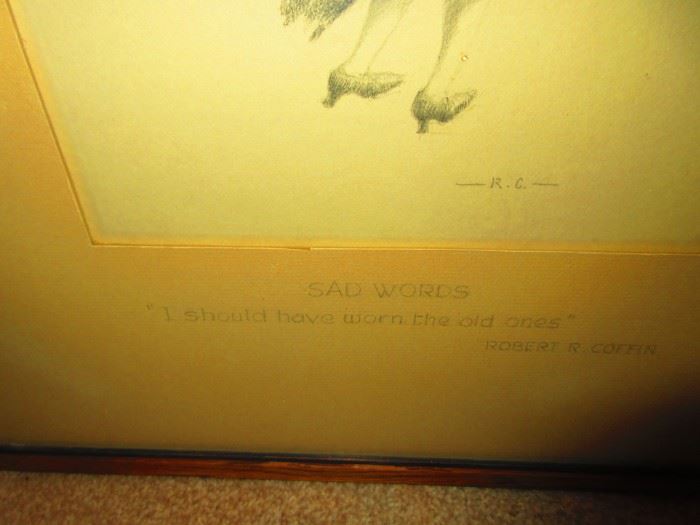 — R. C. —
SAD WORDS
"I should have worn the old ones"
ROBERT R. COFFIN